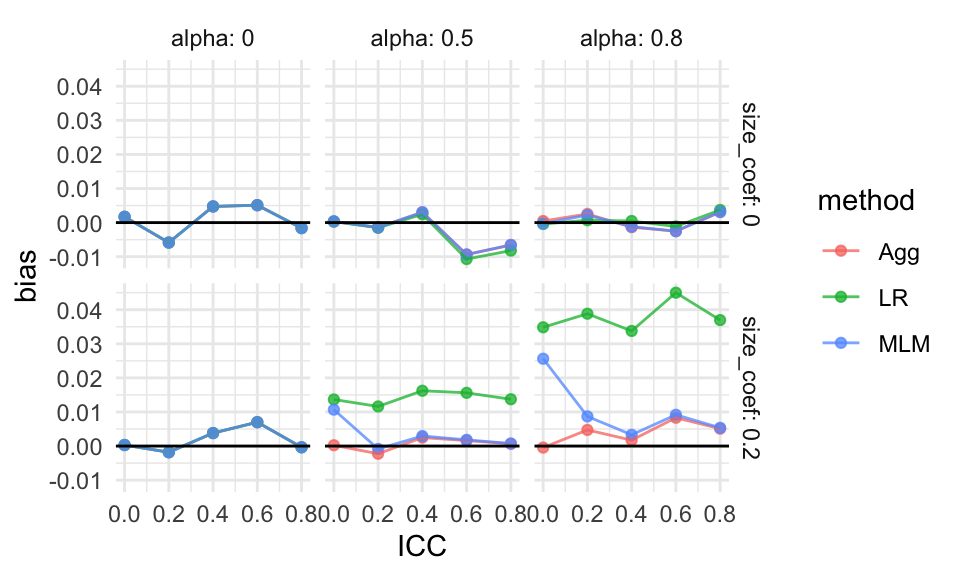 alpha: 0 alpha: 0.5 alpha: 0.8
0.04
0.03
0.02
0.01
0.00
-0.01
size_coef: 0
0.04
0.03
0.02
0.01
0.00
-0.01
size_coef: 0.2
bias
0.0 0.2 0.4 0.6 0.8 0.0 0.2 0.4 0.6 0.8 0.0 0.2 0.4 0.6 0.8
ICC
method
Agg
LR
MLM